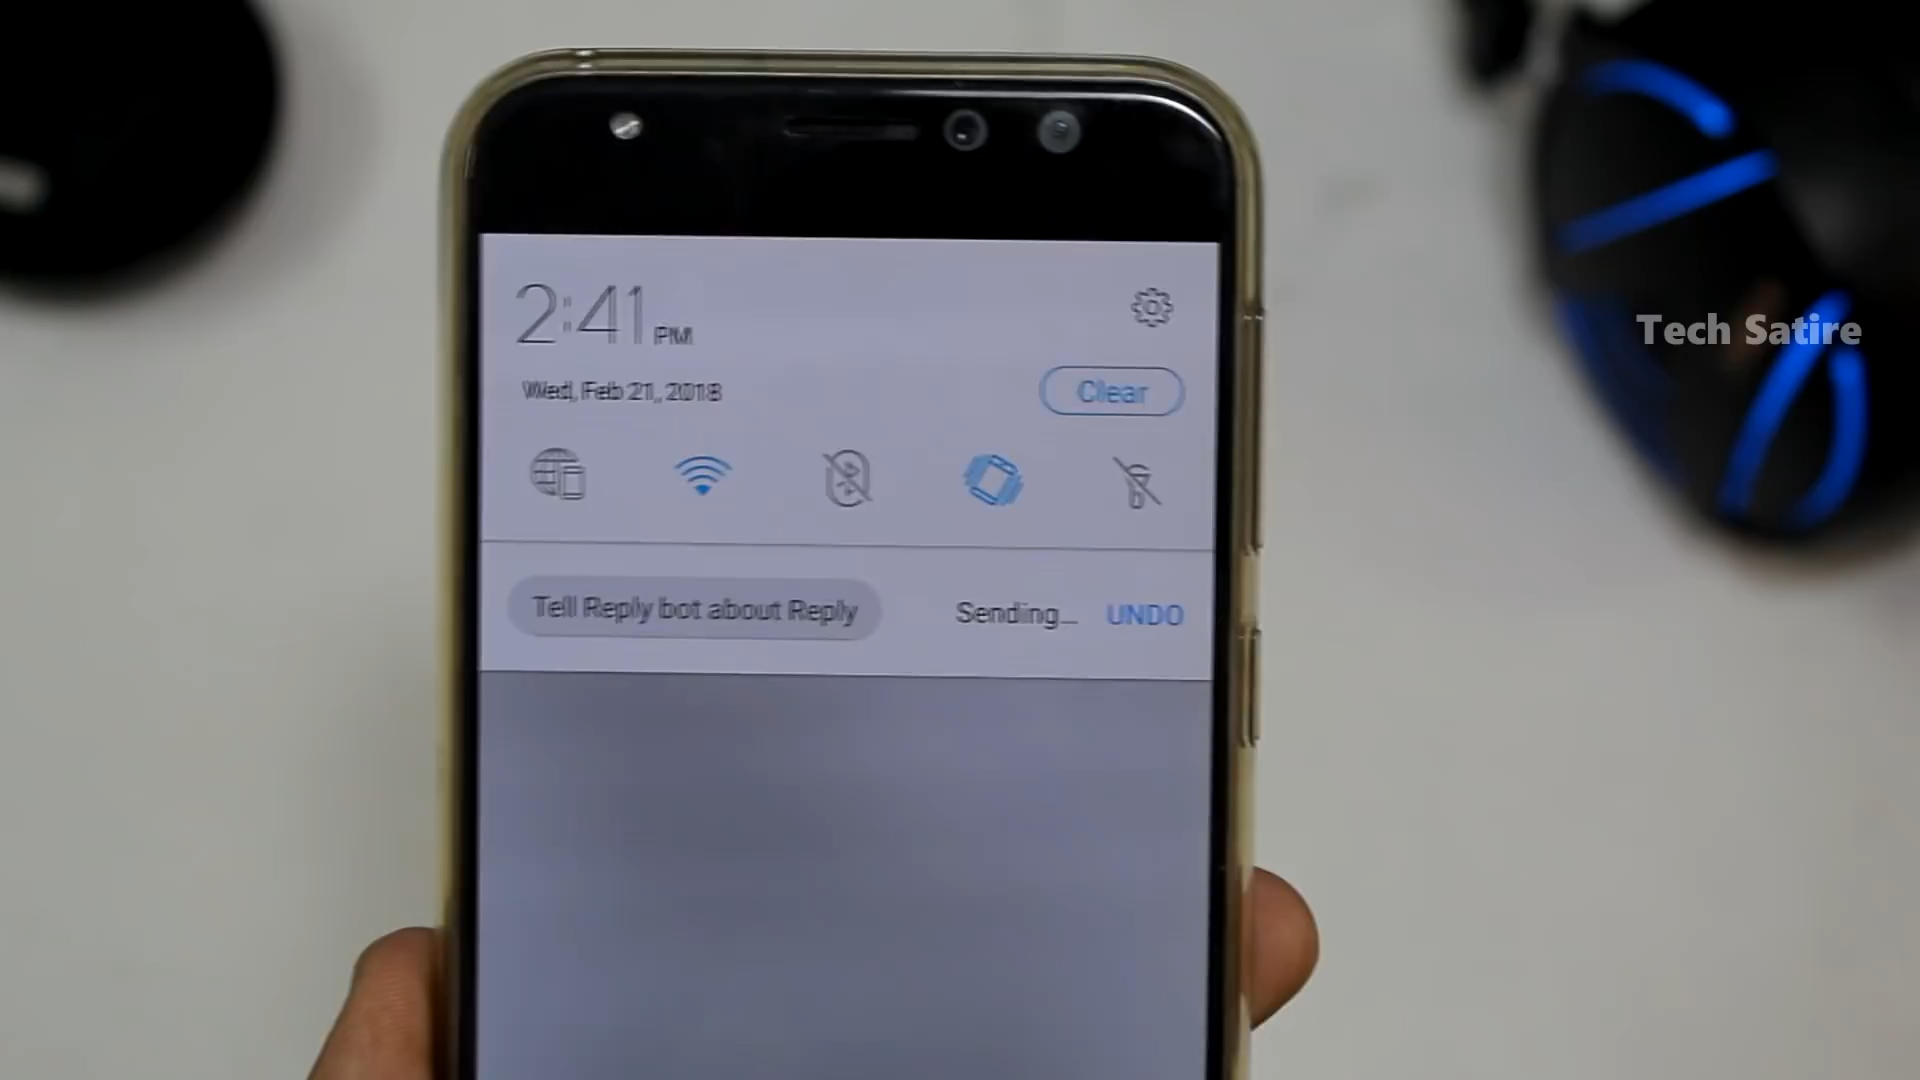 2:41 PM
Wed, Feb 21, 2018
Clear
Tell Reply bot about Reply
Sending...
UNDO
Tech Satire